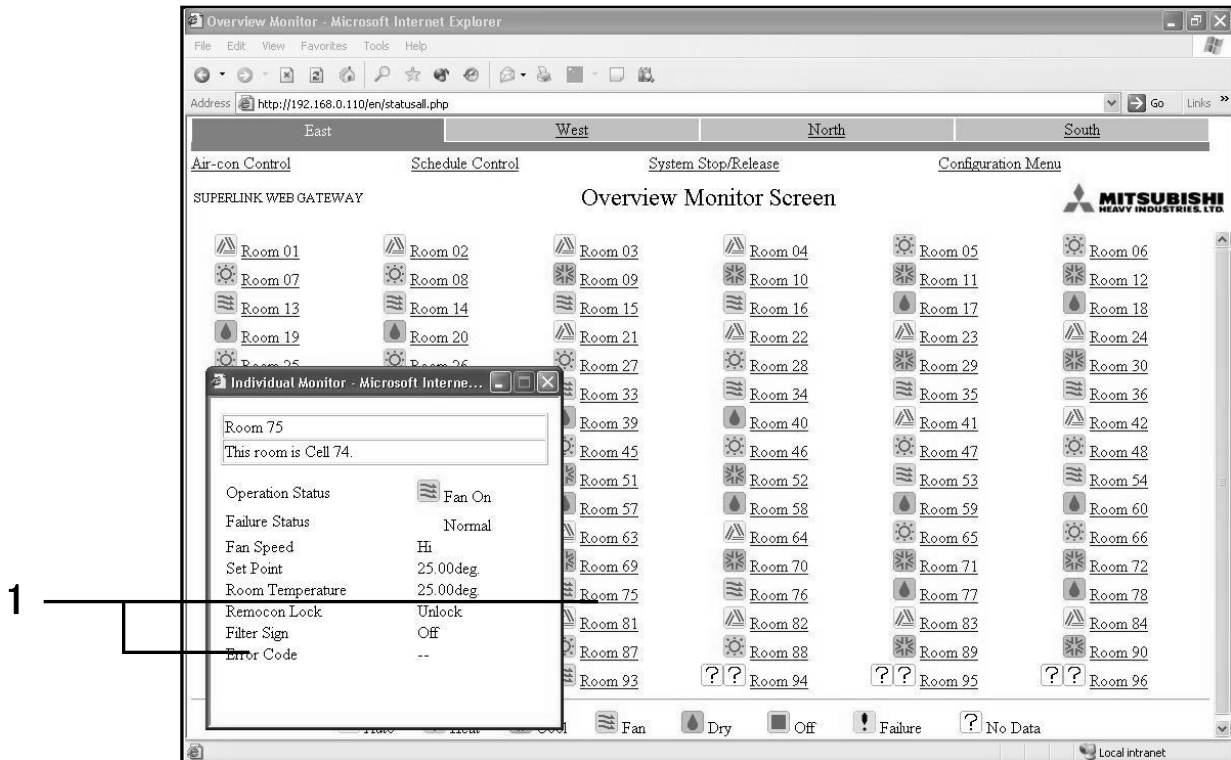 Overview Monitor - Microsoft Internet Explorer
File Edit View Favorites Tools Help
Address http://192.168.0.110/en/statusall.php Go Links »
East West North South
Air-con Control Schedule Control System Stop/Release Configuration Menu
SUPERLINK WEB GATEWAY Overview Monitor Screen MITSUBISHI
HEAVY INDUSTRIES, LTD.
Room 01 Room 02 Room 03 Room 04 Room 05 Room 06
Room 07 Room 08 Room 09 Room 10 Room 11 Room 12
Room 13 Room 14 Room 15 Room 16 Room 17 Room 18
Room 19 Room 20 Room 21 Room 22 Room 23 Room 24
Room 25 Room 26 Room 27 Room 28 Room 29 Room 30
Room 33 Room 34 Room 35 Room 36
Room 39 Room 40 Room 41 Room 42
Room 45 Room 46 Room 47 Room 48
Room 51 Room 52 Room 53 Room 54
Room 57 Room 58 Room 59 Room 60
Room 63 Room 64 Room 65 Room 66
Room 69 Room 70 Room 71 Room 72
Room 75 Room 76 Room 77 Room 78
Room 81 Room 82 Room 83 Room 84
Room 87 Room 88 Room 89 Room 90
Room 93 ? ? Room 94 ? ? Room 95 ? ? Room 96
Individual Monitor - Microsoft Interne...
Room 75
This room is Cell 74.
Operation Status Fan On
Failure Status Normal
Fan Speed Hi
Set Point 25.00deg.
Room Temperature 25.00deg.
Remocon Lock Unlock
Filter Sign Off
Error Code --
1
Auto Heat Cool Fan Dry Off ! Failure ? No Data
Local intranet